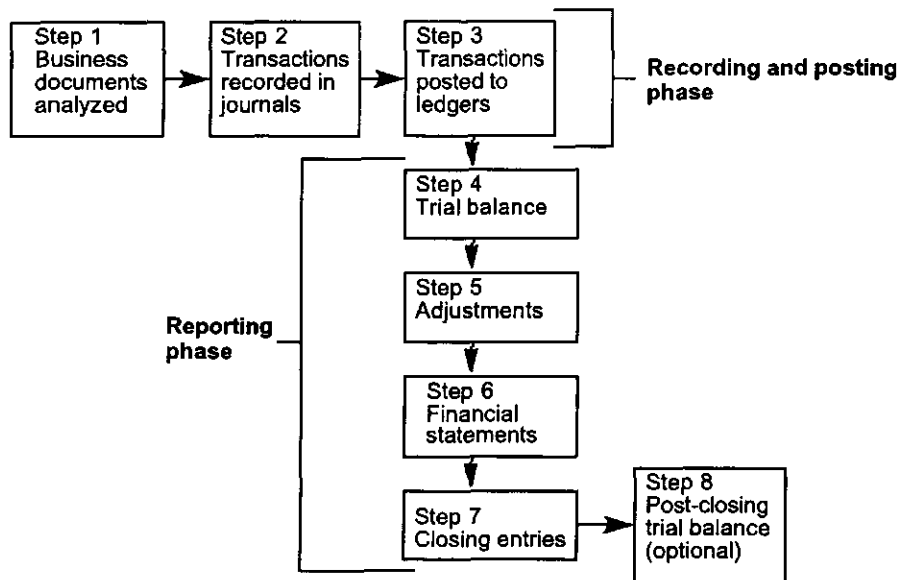 Step 1
Business
documents
analyzed
Step 2
Transactions
recorded in
journals
Step 3
Transactions
posted to
ledgers
Recording and posting
phase
Step 4
Trial balance
Step 5
Adjustments
Reporting
phase
Step 6
Financial
statements
Step 7
Closing entries
Step 8
Post-closing
trial balance
(optional)